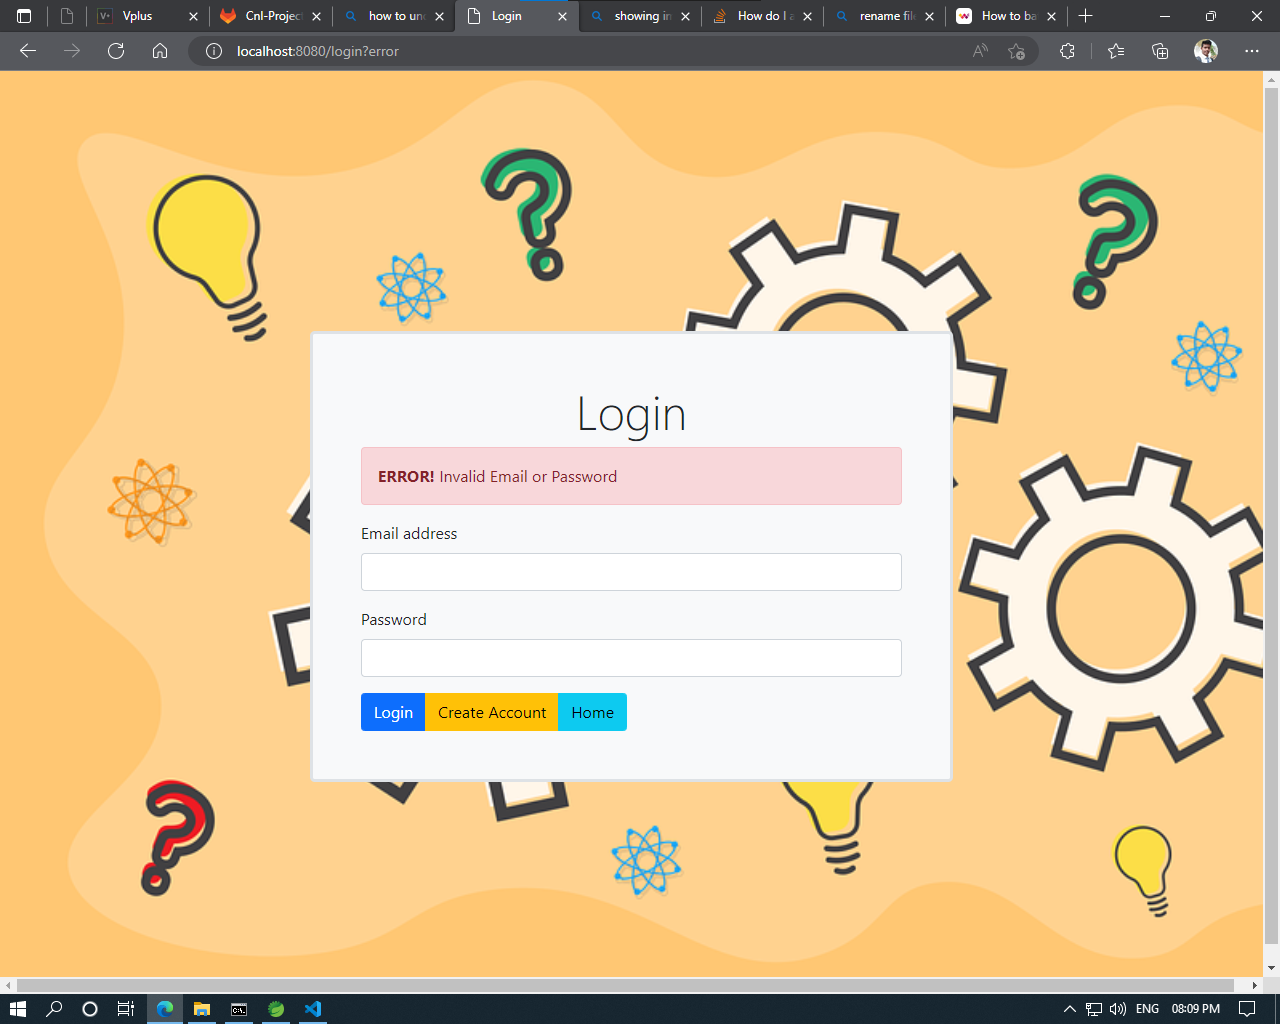 Vplus
Cnl-Project
how to un
Login
showing in
How do I a
rename fil
How to ba
localhost:8080/login?error
Login
ERROR! Invalid Email or Password
Email address
Password
Login
Create Account
Home
ENG
08:09 PM